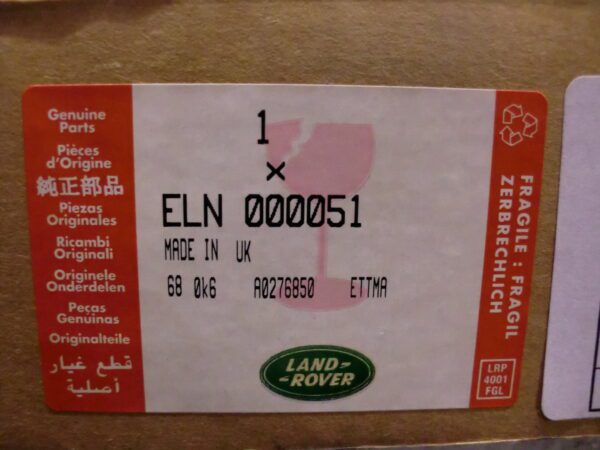 Genuine
Parts
Pièces
d'Origine
純正部品
Piezas
Originales
Ricambi
Originali
Originele
Onderdelen
Peças
Genuinas
Originalteile
قطع غيار
أصلية
1
x
ELN 000051
MADE IN UK
68 0k6 A0276850 ETTMA
LAND-
-ROVER
FRAGILE : FRAGIL
ZERBRECHLICH
LRP
4001
FGL